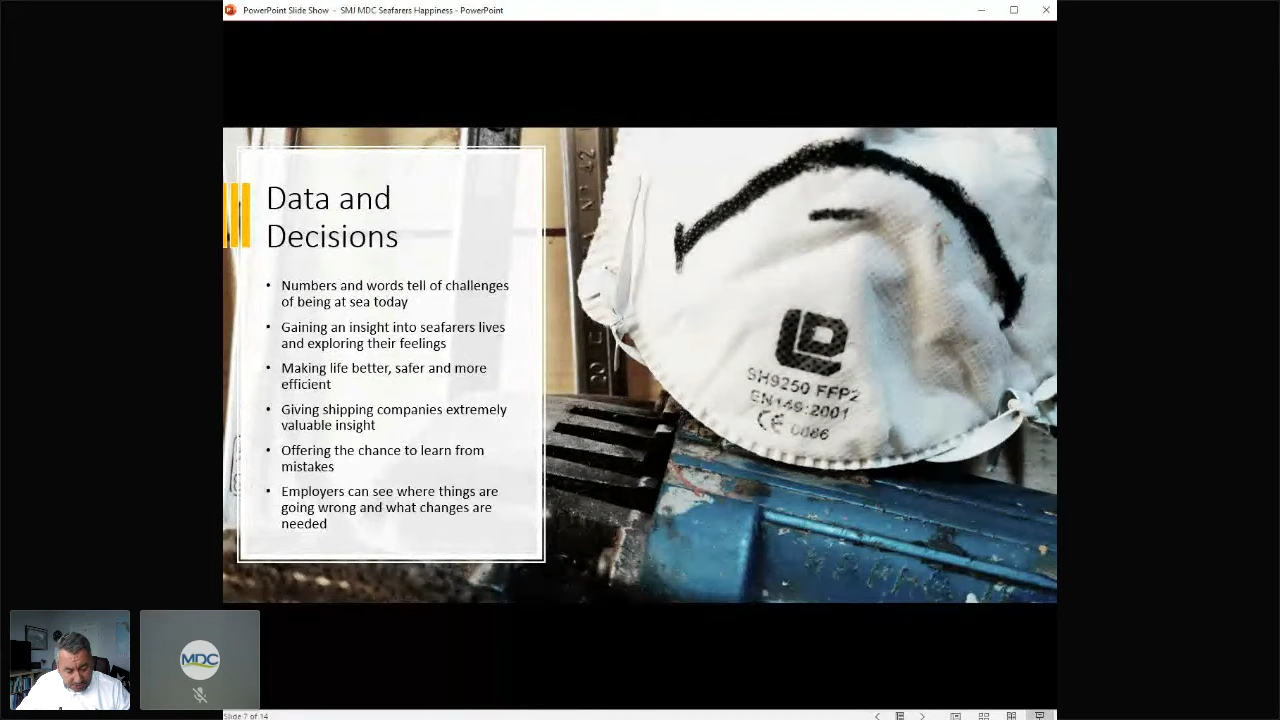 PowerPoint Slide Show - SMJ MDC Seafarers Happiness - PowerPoint
Data and
Decisions
• Numbers and words tell of challenges
of being at sea today
• Gaining an insight into seafarers lives
and exploring their feelings
• Making life better, safer and more
efficient
• Giving shipping companies extremely
valuable insight
• Offering the chance to learn from
mistakes
• Employers can see where things are
going wrong and what changes are
needed
Nº 42
SH9250 FFP2
EN149:2001
CE 0086
MDC
Slide 7 of 14